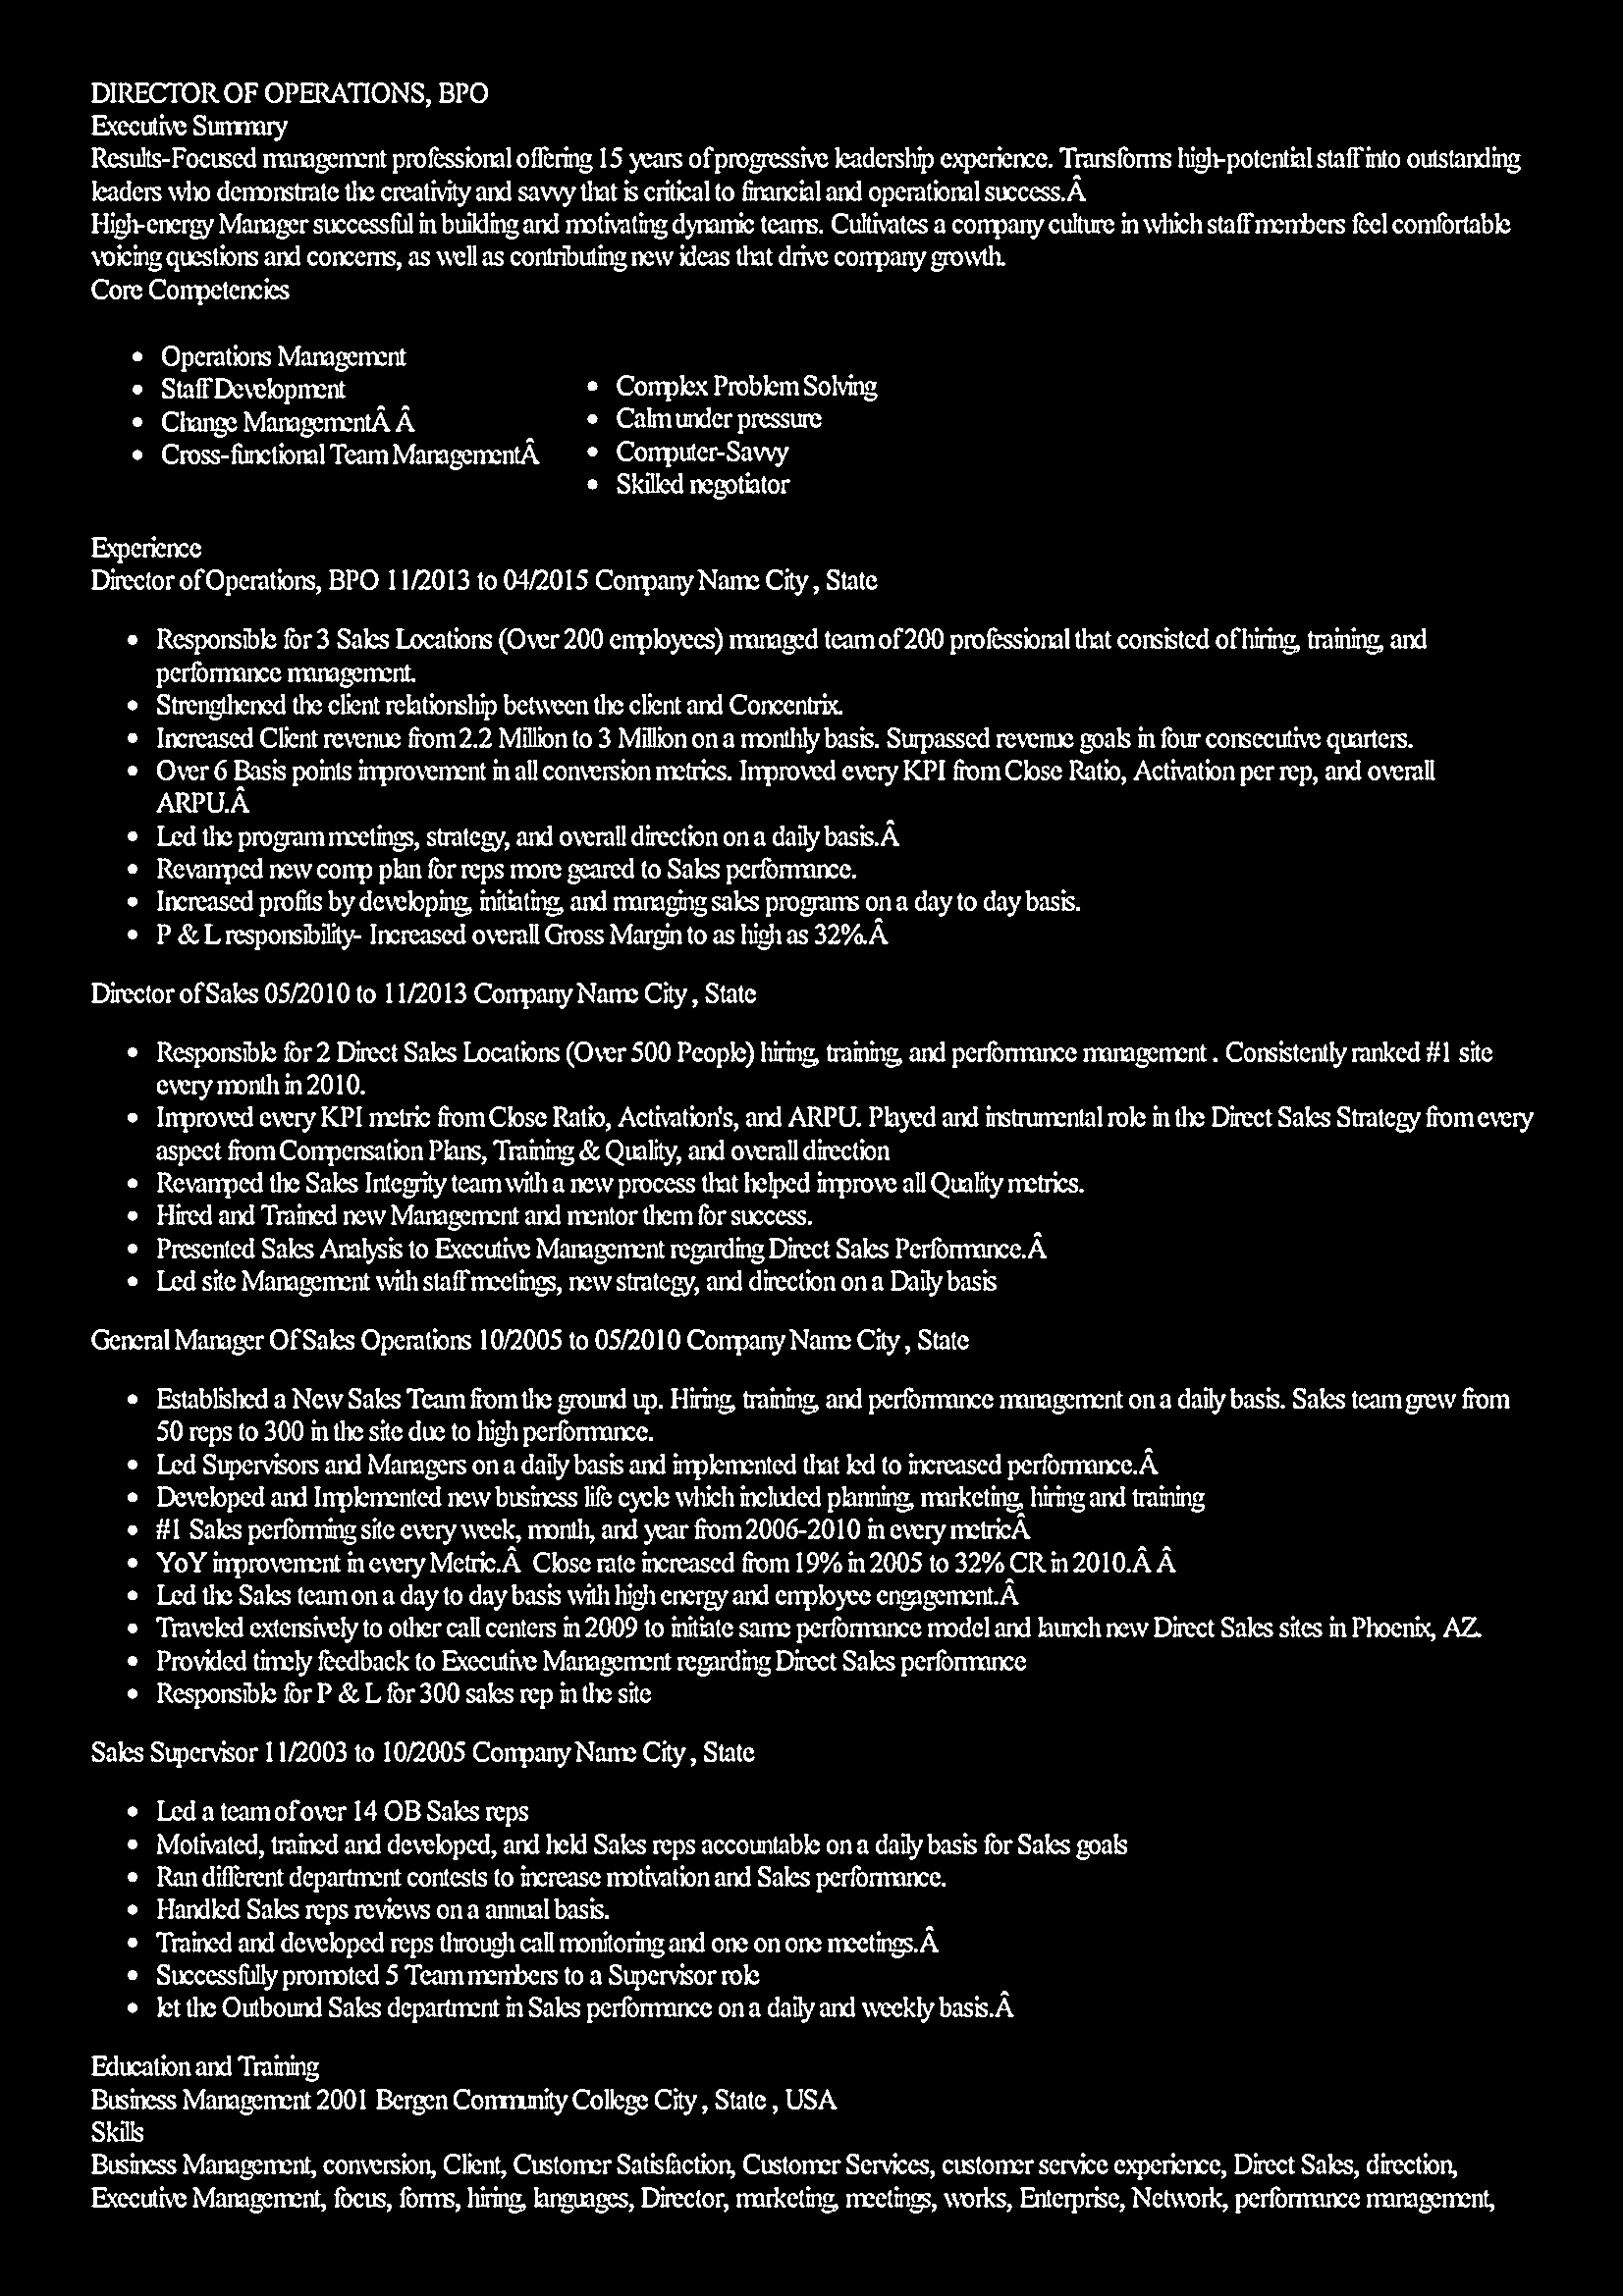 DIRECTOR OF OPERATIONS, BPO
Executive Summary
Results-Focused management professional offering 15 years of progressive leadership experience. Transforms high-potential staff into outstanding
leaders who demonstrate the creativity and savvy that is critical to financial and operational success.Â
High-energy Manager successful in building and motivating dynamic teams. Cultivates a company culture in which staff members feel comfortable
voicing questions and concerns, as well as contributing new ideas that drive company growth.
Core Competencies
Operations Management
Staff Development
Change ManagementÂ Â
Cross-functional Team ManagementÂ
Complex Problem Solving
Calm under pressure
Computer-Savvy
Skilled negotiator
Experience
Director of Operations, BPO 11/2013 to 04/2015 Company Name City , State
Responsible for 3 Sales Locations (Over 200 employees) managed team of 200 professional that consisted of hiring, training, and
performance management.
Strengthened the client relationship between the client and Concentrix.
Increased Client revenue from 2.2 Million to 3 Million on a monthly basis. Surpassed revenue goals in four consecutive quarters.
Over 6 Basis points improvement in all conversion metrics. Improved every KPI from Close Ratio, Activation per rep, and overall
ARPU.Â
Led the program meetings, strategy, and overall direction on a daily basis.Â
Revamped new comp plan for reps more geared to Sales performance.
Increased profits by developing, initiating, and managing sales programs on a day to day basis.
P & L responsibility- Increased overall Gross Margin to as high as 32%.Â
Director of Sales 05/2010 to 11/2013 Company Name City , State
Responsible for 2 Direct Sales Locations (Over 500 People) hiring, training, and performance management . Consistently ranked #1 site
every month in 2010.
Improved every KPI metric from Close Ratio, Activation's, and ARPU. Played and instrumental role in the Direct Sales Strategy from every
aspect from Compensation Plans, Training & Quality, and overall direction
Revamped the Sales Integrity team with a new process that helped improve all Quality metrics.
Hired and Trained new Management and mentor them for success.
Presented Sales Analysis to Executive Management regarding Direct Sales Performance.Â
Led site Management with staff meetings, new strategy, and direction on a Daily basis
General Manager Of Sales Operations 10/2005 to 05/2010 Company Name City , State
Established a New Sales Team from the ground up. Hiring, training, and performance management on a daily basis. Sales team grew from
50 reps to 300 in the site due to high performance.
Led Supervisors and Managers on a daily basis and implemented that led to increased performance.Â
Developed and Implemented new business life cycle which included planning, marketing, hiring and training
#1 Sales performing site every week, month, and year from 2006-2010 in every metricÂ
YoY improvement in every Metric.Â Close rate increased from 19% in 2005 to 32% CR in 2010.Â Â
Led the Sales team on a day to day basis with high energy and employee engagement.Â
Traveled extensively to other call centers in 2009 to initiate same performance model and launch new Direct Sales sites in Phoenix, AZ.
Provided timely feedback to Executive Management regarding Direct Sales performance
Responsible for P & L for 300 sales rep in the site
Sales Supervisor 11/2003 to 10/2005 Company Name City , State
Led a team of over 14 OB Sales reps
Motivated, trained and developed, and held Sales reps accountable on a daily basis for Sales goals
Ran different department contests to increase motivation and Sales performance.
Handled Sales reps reviews on a annual basis.
Trained and developed reps through call monitoring and one on one meetings.Â
Successfully promoted 5 Team members to a Supervisor role
let the Outbound Sales department in Sales performance on a daily and weekly basis.Â
Education and Training
Business Management 2001 Bergen Community College City , State , USA
Skills
Business Management, conversion, Client, Customer Satisfaction, Customer Services, customer service experience, Direct Sales, direction,
Executive Management, focus, forms, hiring, languages, Director, marketing, meetings, works, Enterprise, Network, performance management,